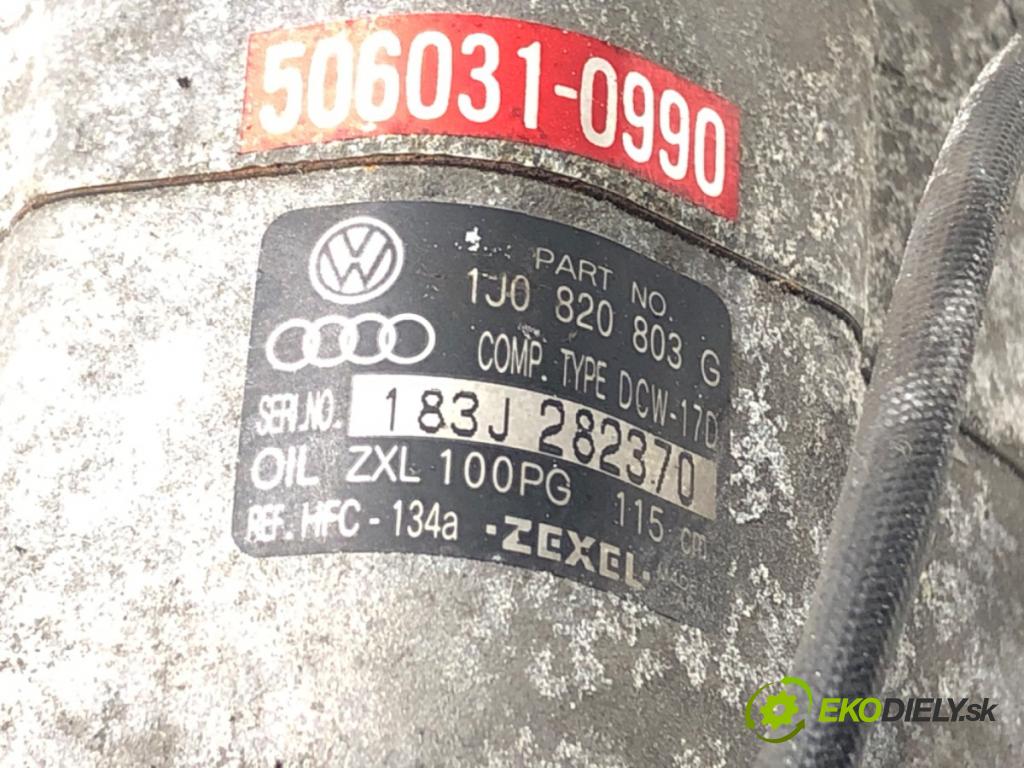 506031-0990
PART NO.
1J0 820 803 G
COMP. TYPE DCW-17D
SERI.NO. 183J 282370
OIL ZXL 100PG 115 cm
REF. HFC-134a ·ZEXEL·
EKODIELY.sk